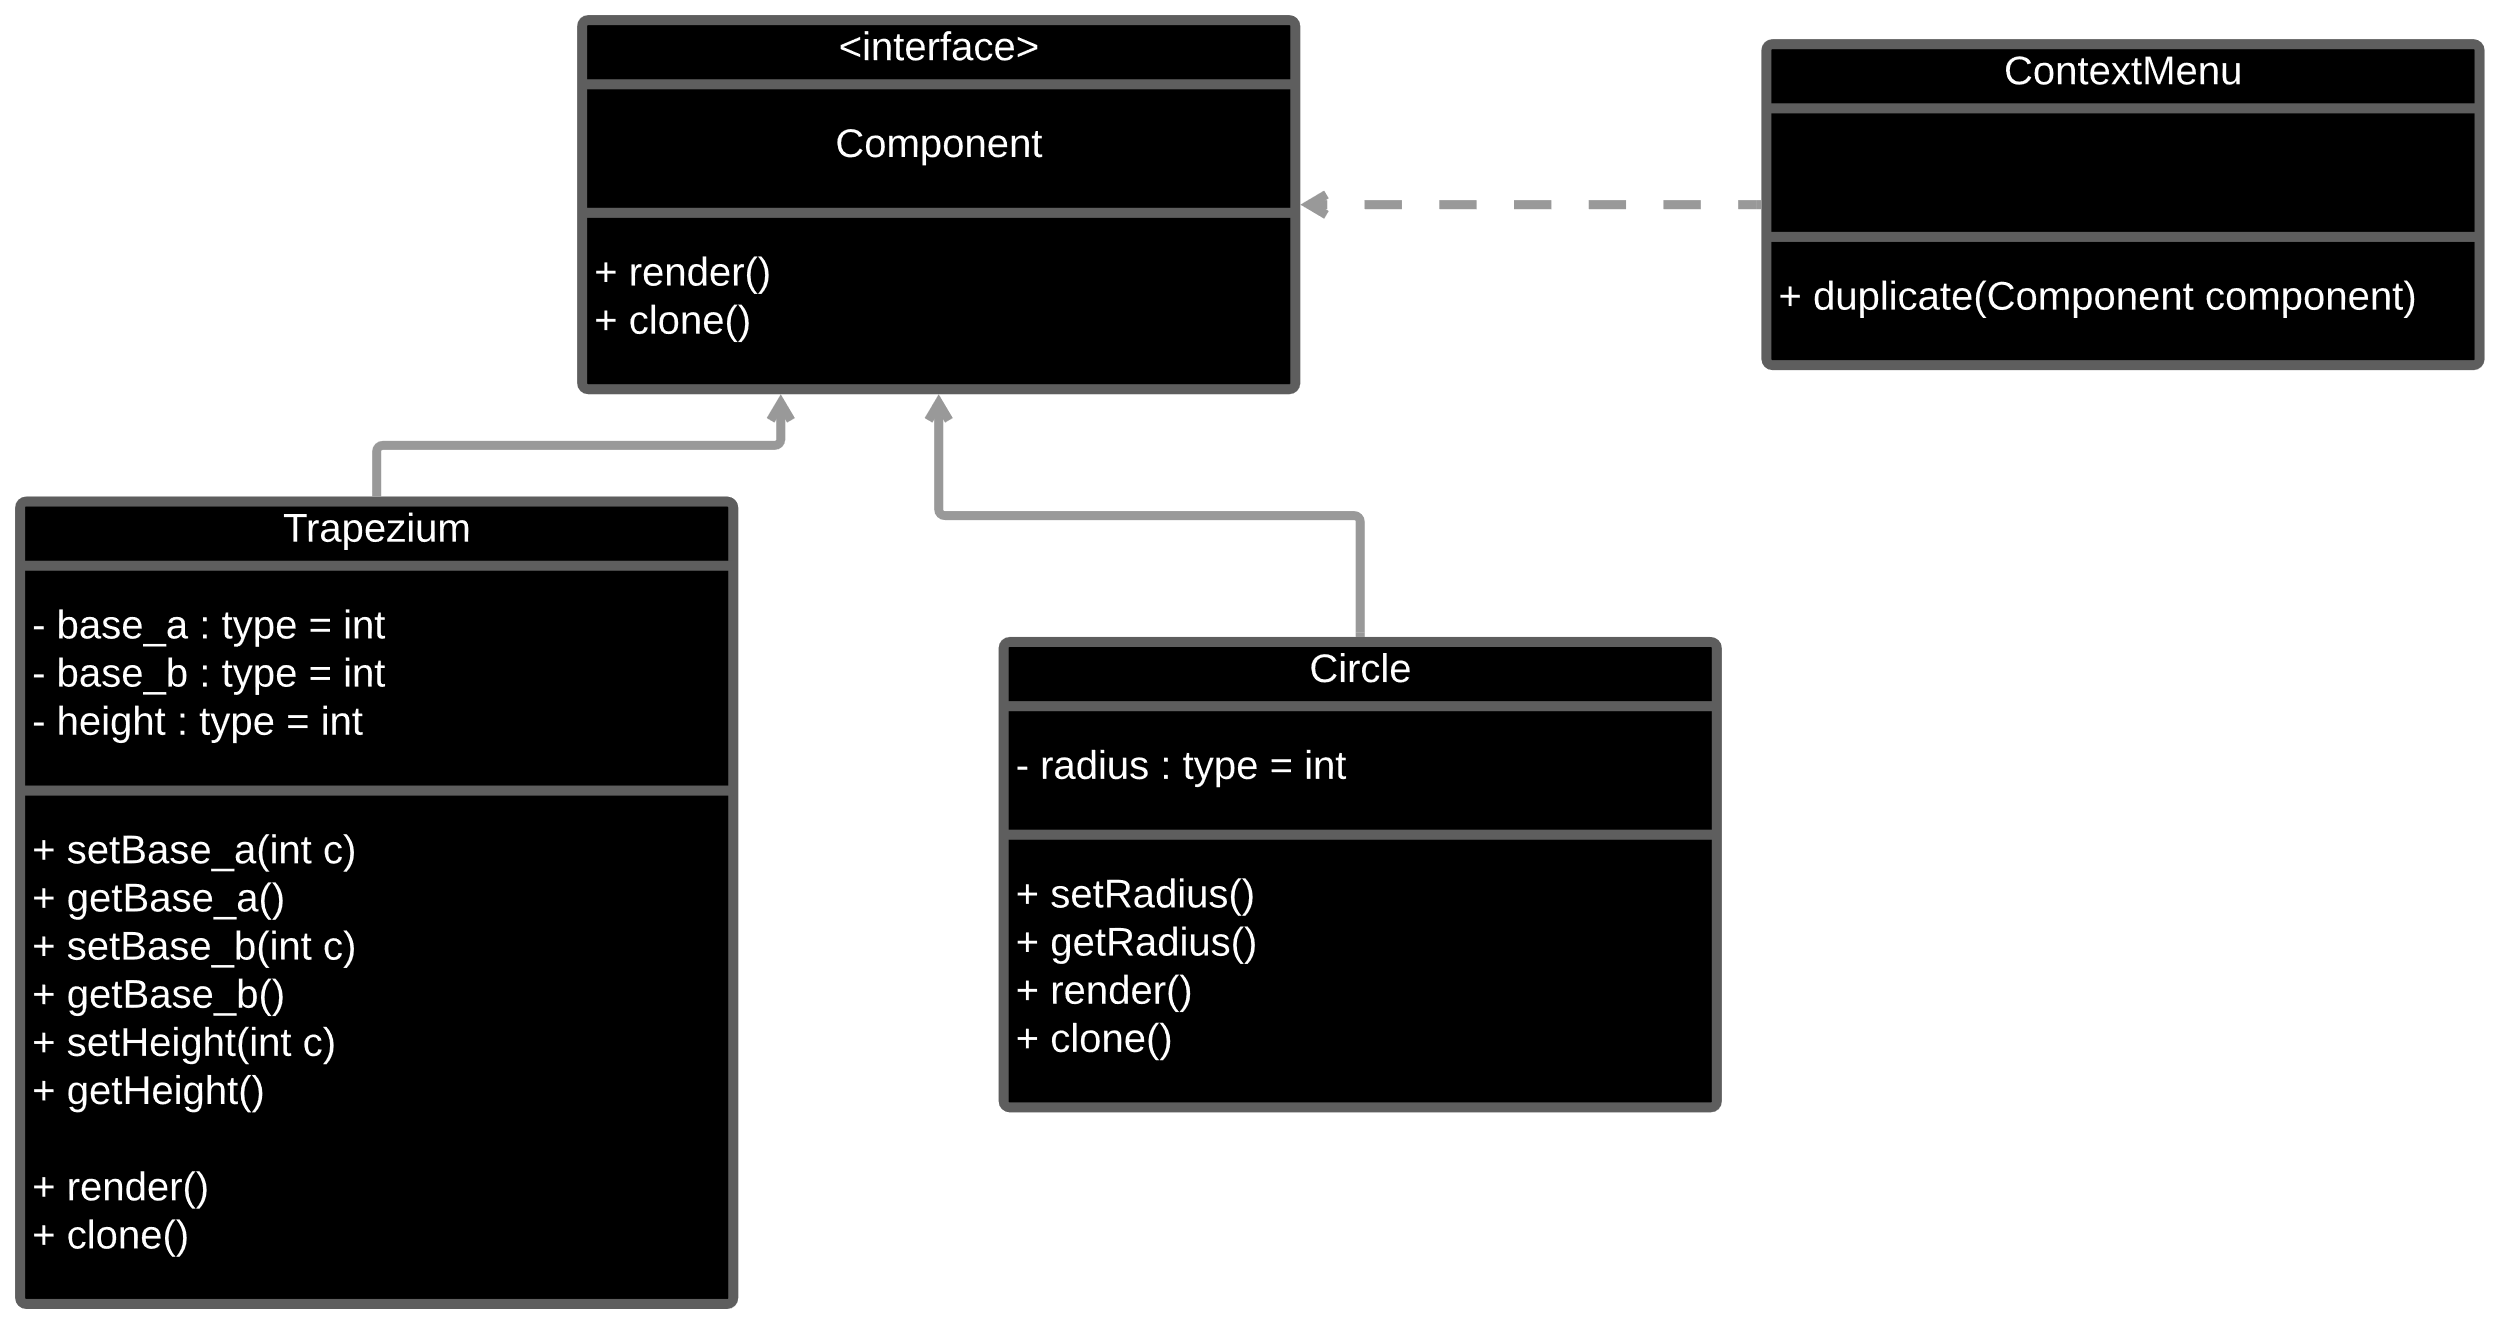 <interface>
Component
+ render()
+ clone()
ContextMenu
+ duplicate(Component component)
Trapezium
- base_a : type = int
- base_b : type = int
- height : type = int
+ setBase_a(int c)
+ getBase_a()
+ setBase_b(int c)
+ getBase_b()
+ setHeight(int c)
+ getHeight()
+ render()
+ clone()
Circle
- radius : type = int
+ setRadius()
+ getRadius()
+ render()
+ clone()